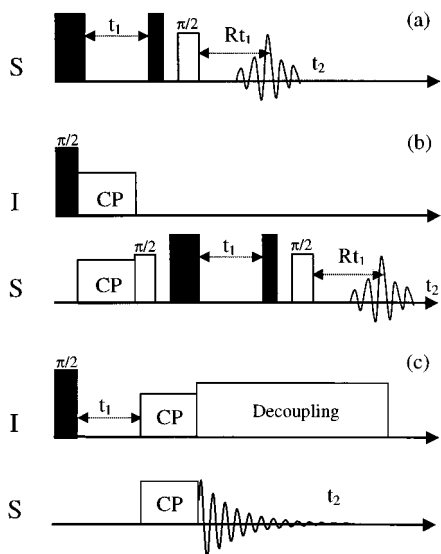 (a)
π/2
t₁
Rt₁
S
t₂
(b)
π/2
I
CP
π/2
π/2
CP
t₁
Rt₁
S
t₂
(c)
π/2
t₁
I
CP
Decoupling
S
CP
t₂